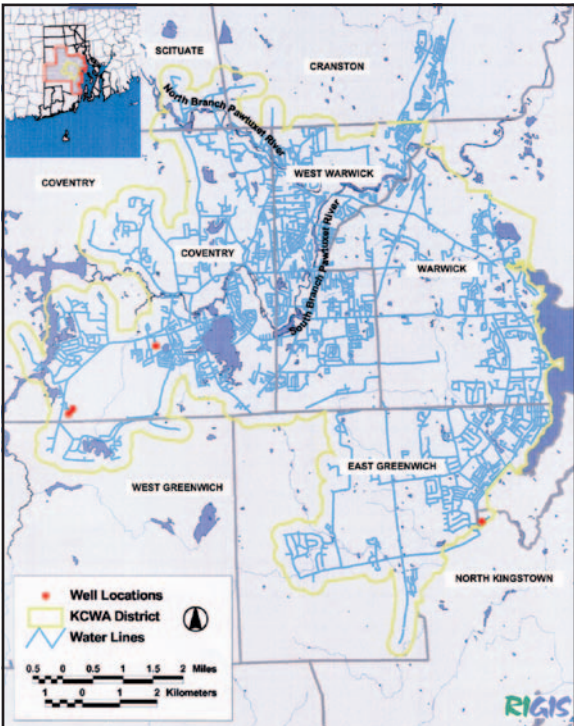 SCITUATE
CRANSTON
North Branch Pawtuxet River
COVENTRY
WEST WARWICK
COVENTRY
South Branch Pawtuxet River
WARWICK
EAST GREENWICH
WEST GREENWICH
NORTH KINGSTOWN
Well Locations
KCWA District
Water Lines
0.5 0 0.5 1 1.5 2 Miles
1 0 1 2 Kilometers
RIGIS